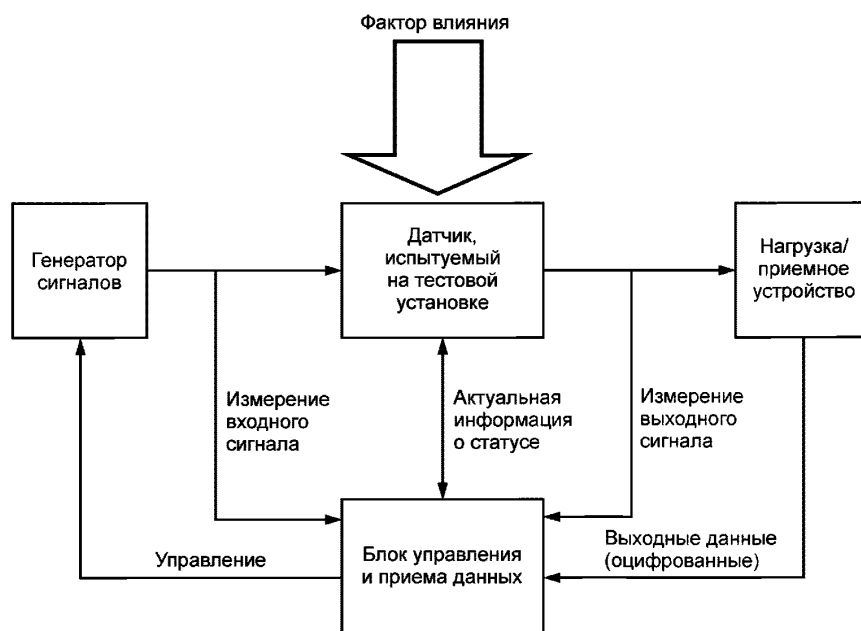 Фактор влияния
Генератор
сигналов
Датчик,
испытуемый
на тестовой
установке
Нагрузка/
приемное
устройство
Измерение
входного
сигнала
Актуальная
информация
о статусе
Измерение
выходного
сигнала
Управление
Блок управления
и приема данных
Выходные данные
(оцифрованные)